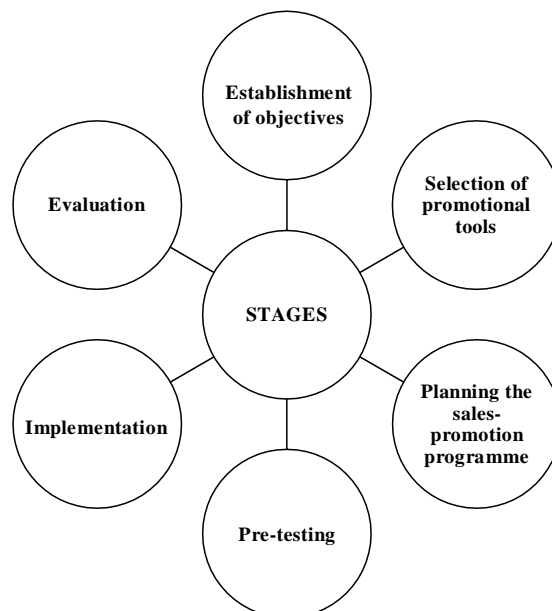 Establishment
of objectives
Selection of
promotional
tools
Planning the
sales-
promotion
programme
Pre-testing
Implementation
Evaluation
STAGES